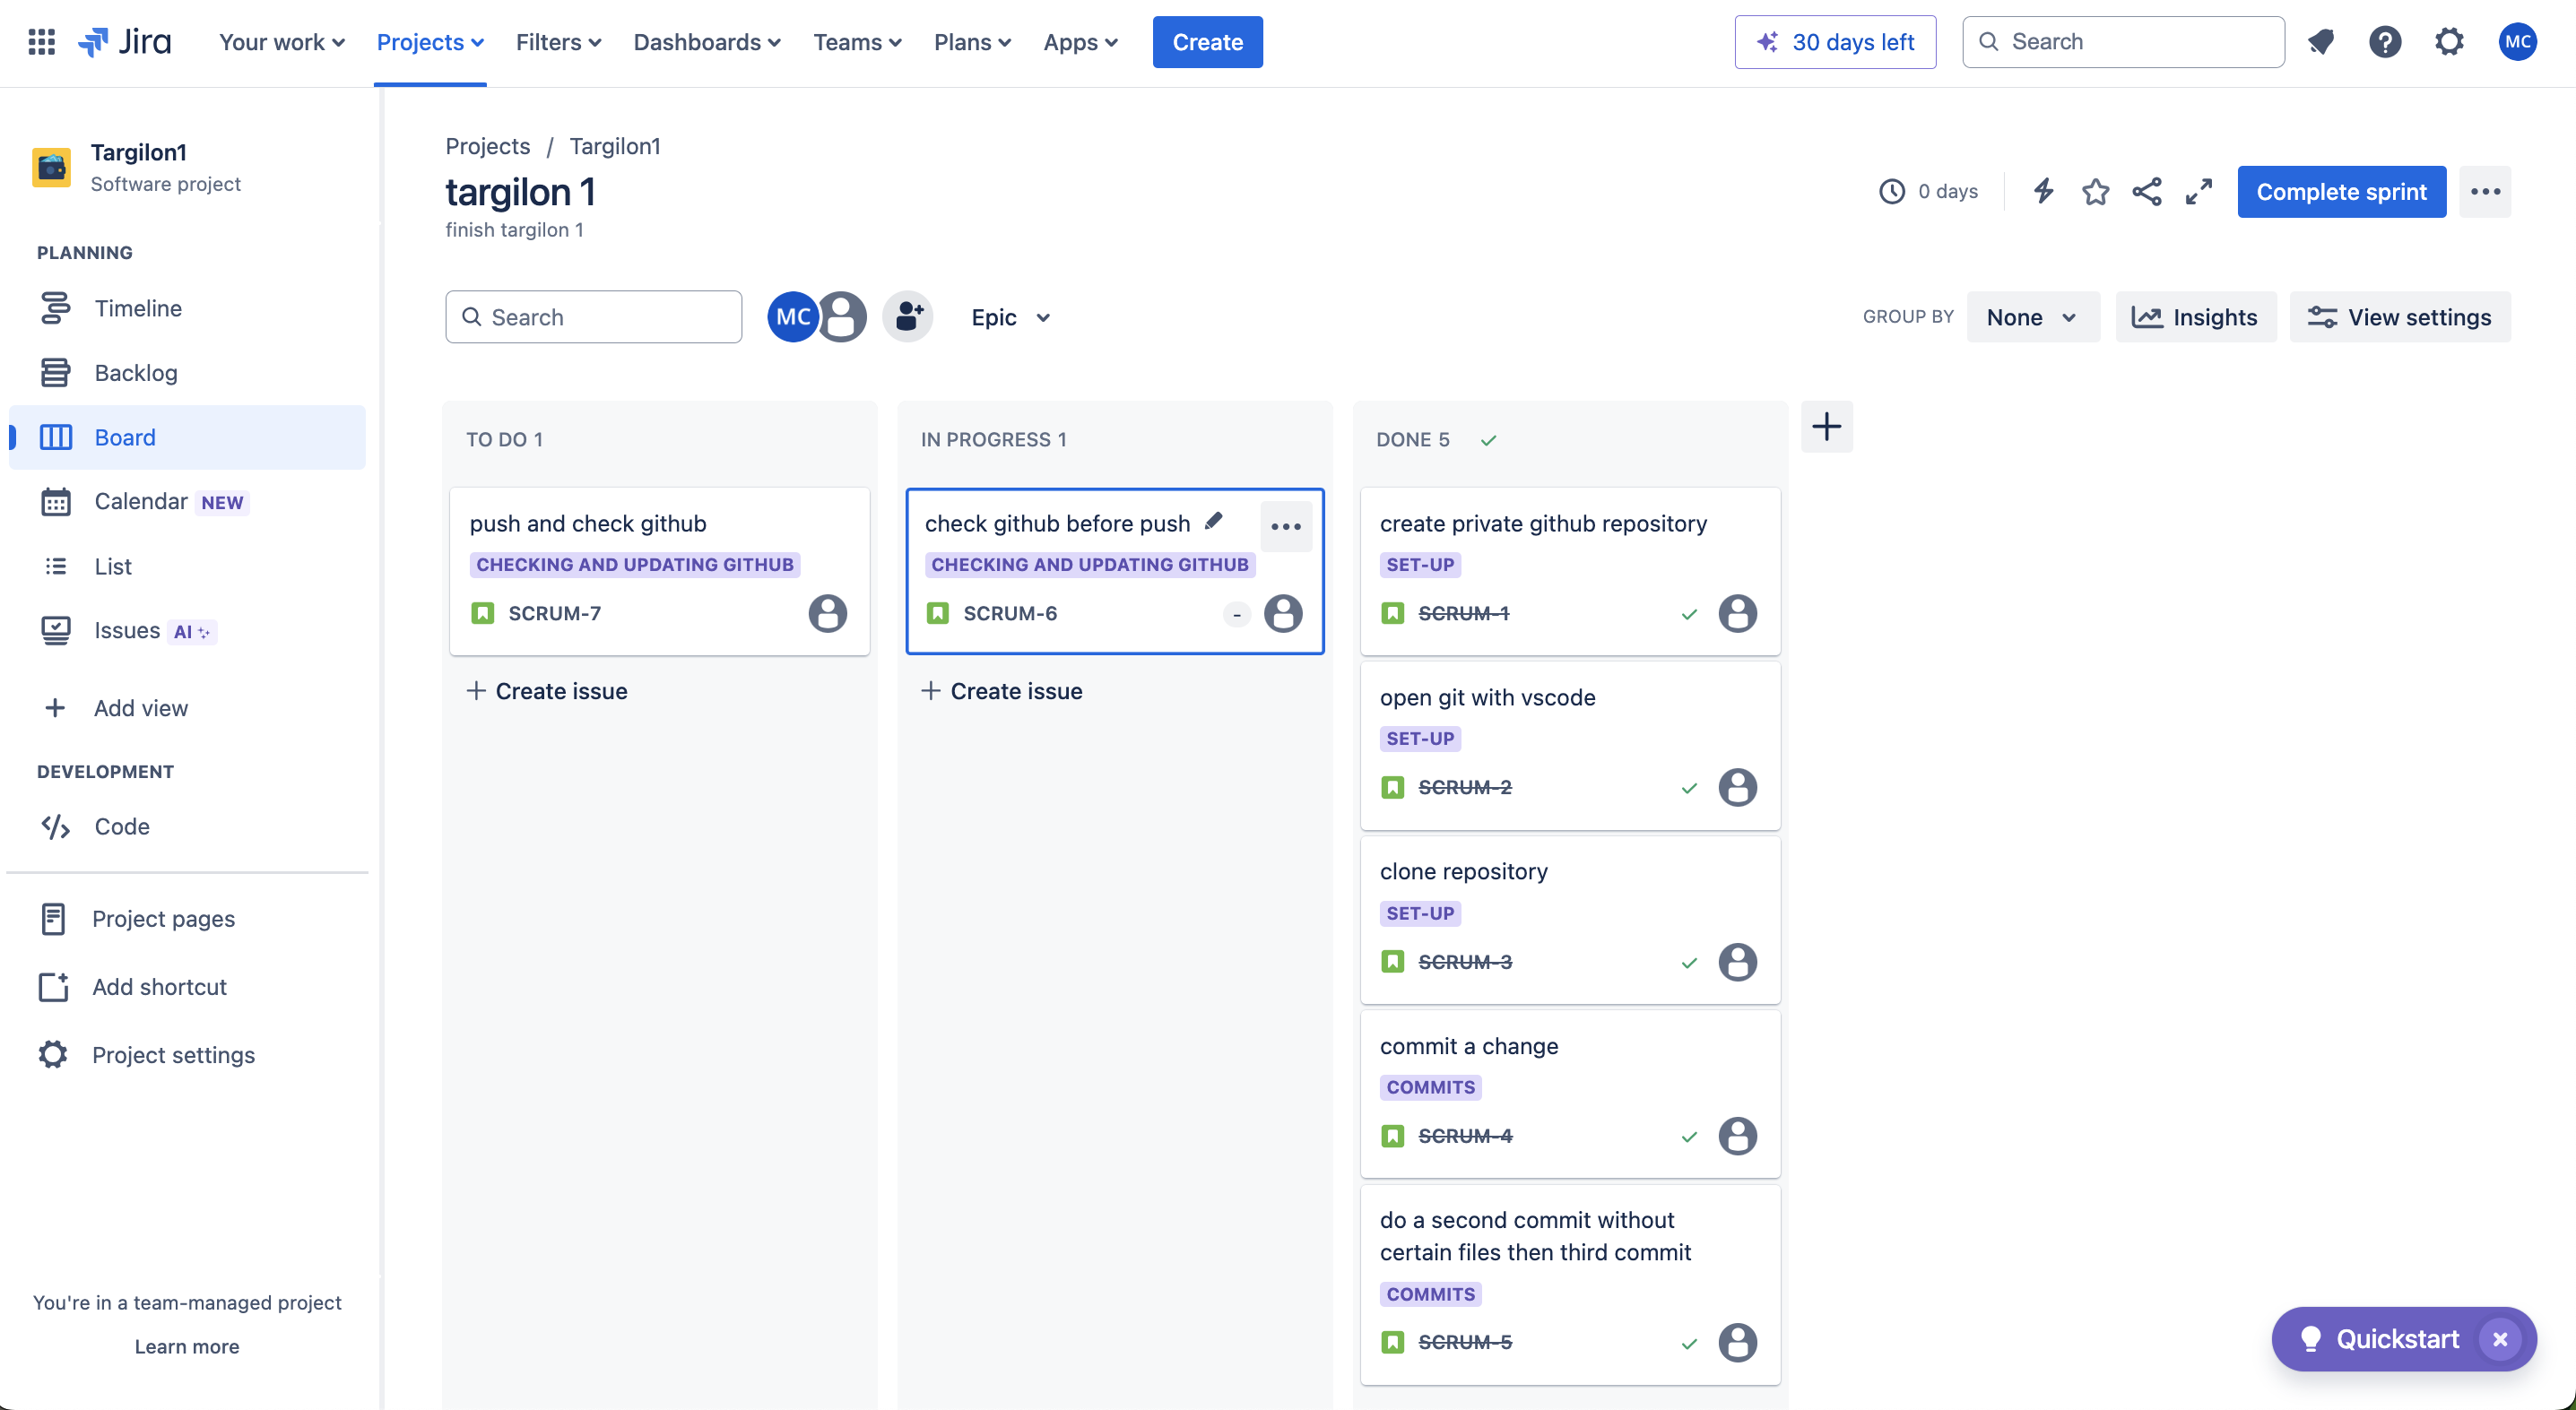 Jira
Your work
Projects
Filters
Dashboards
Teams
Plans
Apps
Create
30 days left
Search
MC
Targilon1
Software project
PLANNING
Timeline
Backlog
Board
Calendar NEW
List
Issues AI
Add view
DEVELOPMENT
Code
Project pages
Add shortcut
Project settings
You're in a team-managed project
Learn more
Projects / Targilon1
targilon 1
finish targilon 1
0 days
Complete sprint
Search
MC
Epic
GROUP BY
None
Insights
View settings
TO DO 1
push and check github
CHECKING AND UPDATING GITHUB
SCRUM-7
Create issue
IN PROGRESS 1
check github before push
CHECKING AND UPDATING GITHUB
SCRUM-6
-
Create issue
DONE 5
create private github repository
SET-UP
SCRUM-1
open git with vscode
SET-UP
SCRUM-2
clone repository
SET-UP
SCRUM-3
commit a change
COMMITS
SCRUM-4
do a second commit without
certain files then third commit
COMMITS
SCRUM-5
Quickstart